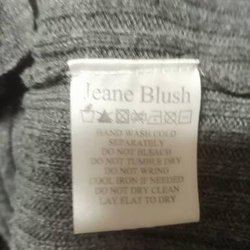 Jeane Blush
HAND WASH COLD
SEPARATELY
DO NOT BLEACH
DO NOT TUMBLE DRY
DO NOT WRING
COOL IRON IF NEEDED
DO NOT DRY CLEAN
LAY FLAT TO DRY